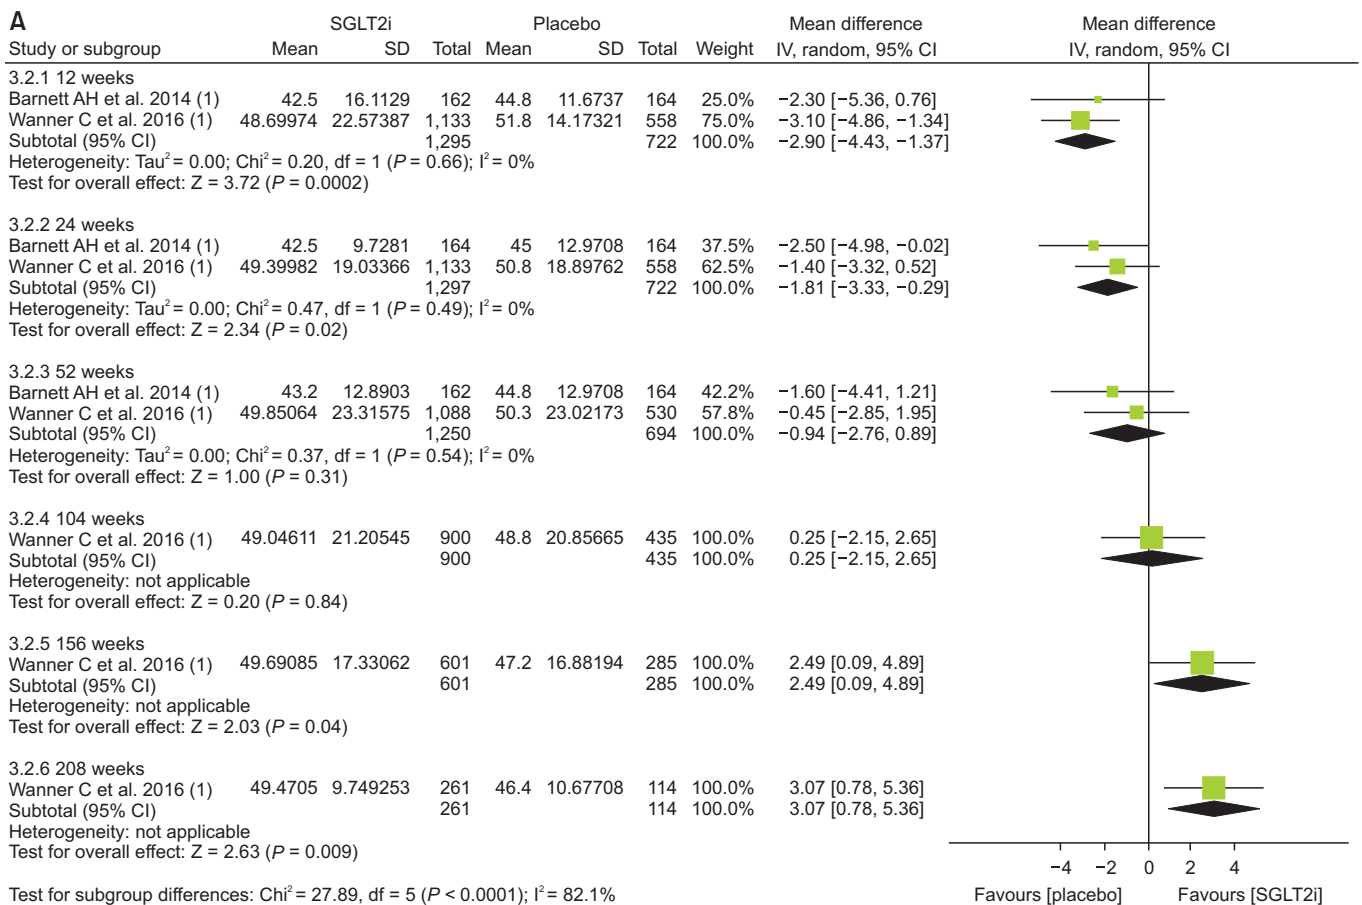 A
SGLT2i Placebo Mean difference Mean difference
Study or subgroup Mean SD Total Mean SD Total Weight IV, random, 95% CI IV, random, 95% CI
3.2.1 12 weeks
Barnett AH et al. 2014 (1) 42.5 16.1129 162 44.8 11.6737 164 25.0% −2.30 [−5.36, 0.76]
Wanner C et al. 2016 (1) 48.69974 22.57387 1,133 51.8 14.17321 558 75.0% −3.10 [−4.86, −1.34]
Subtotal (95% CI) 1,295 722 100.0% −2.90 [−4.43, −1.37]
Heterogeneity: Tau² = 0.00; Chi² = 0.20, df = 1 (P = 0.66); I² = 0%
Test for overall effect: Z = 3.72 (P = 0.0002)
3.2.2 24 weeks
Barnett AH et al. 2014 (1) 42.5 9.7281 164 45 12.9708 164 37.5% −2.50 [−4.98, −0.02]
Wanner C et al. 2016 (1) 49.39982 19.03366 1,133 50.8 18.89762 558 62.5% −1.40 [−3.32, 0.52]
Subtotal (95% CI) 1,297 722 100.0% −1.81 [−3.33, −0.29]
Heterogeneity: Tau² = 0.00; Chi² = 0.47, df = 1 (P = 0.49); I² = 0%
Test for overall effect: Z = 2.34 (P = 0.02)
3.2.3 52 weeks
Barnett AH et al. 2014 (1) 43.2 12.8903 162 44.8 12.9708 164 42.2% −1.60 [−4.41, 1.21]
Wanner C et al. 2016 (1) 49.85064 23.31575 1,088 50.3 23.02173 530 57.8% −0.45 [−2.85, 1.95]
Subtotal (95% CI) 1,250 694 100.0% −0.94 [−2.76, 0.89]
Heterogeneity: Tau² = 0.00; Chi² = 0.37, df = 1 (P = 0.54); I² = 0%
Test for overall effect: Z = 1.00 (P = 0.31)
3.2.4 104 weeks
Wanner C et al. 2016 (1) 49.04611 21.20545 900 48.8 20.85665 435 100.0% 0.25 [−2.15, 2.65]
Subtotal (95% CI) 900 435 100.0% 0.25 [−2.15, 2.65]
Heterogeneity: not applicable
Test for overall effect: Z = 0.20 (P = 0.84)
3.2.5 156 weeks
Wanner C et al. 2016 (1) 49.69085 17.33062 601 47.2 16.88194 285 100.0% 2.49 [0.09, 4.89]
Subtotal (95% CI) 601 285 100.0% 2.49 [0.09, 4.89]
Heterogeneity: not applicable
Test for overall effect: Z = 2.03 (P = 0.04)
3.2.6 208 weeks
Wanner C et al. 2016 (1) 49.4705 9.749253 261 46.4 10.67708 114 100.0% 3.07 [0.78, 5.36]
Subtotal (95% CI) 261 114 100.0% 3.07 [0.78, 5.36]
Heterogeneity: not applicable
Test for overall effect: Z = 2.63 (P = 0.009)
−4 −2 0 2 4
Test for subgroup differences: Chi² = 27.89, df = 5 (P < 0.0001); I² = 82.1% Favours [placebo] Favours [SGLT2i]